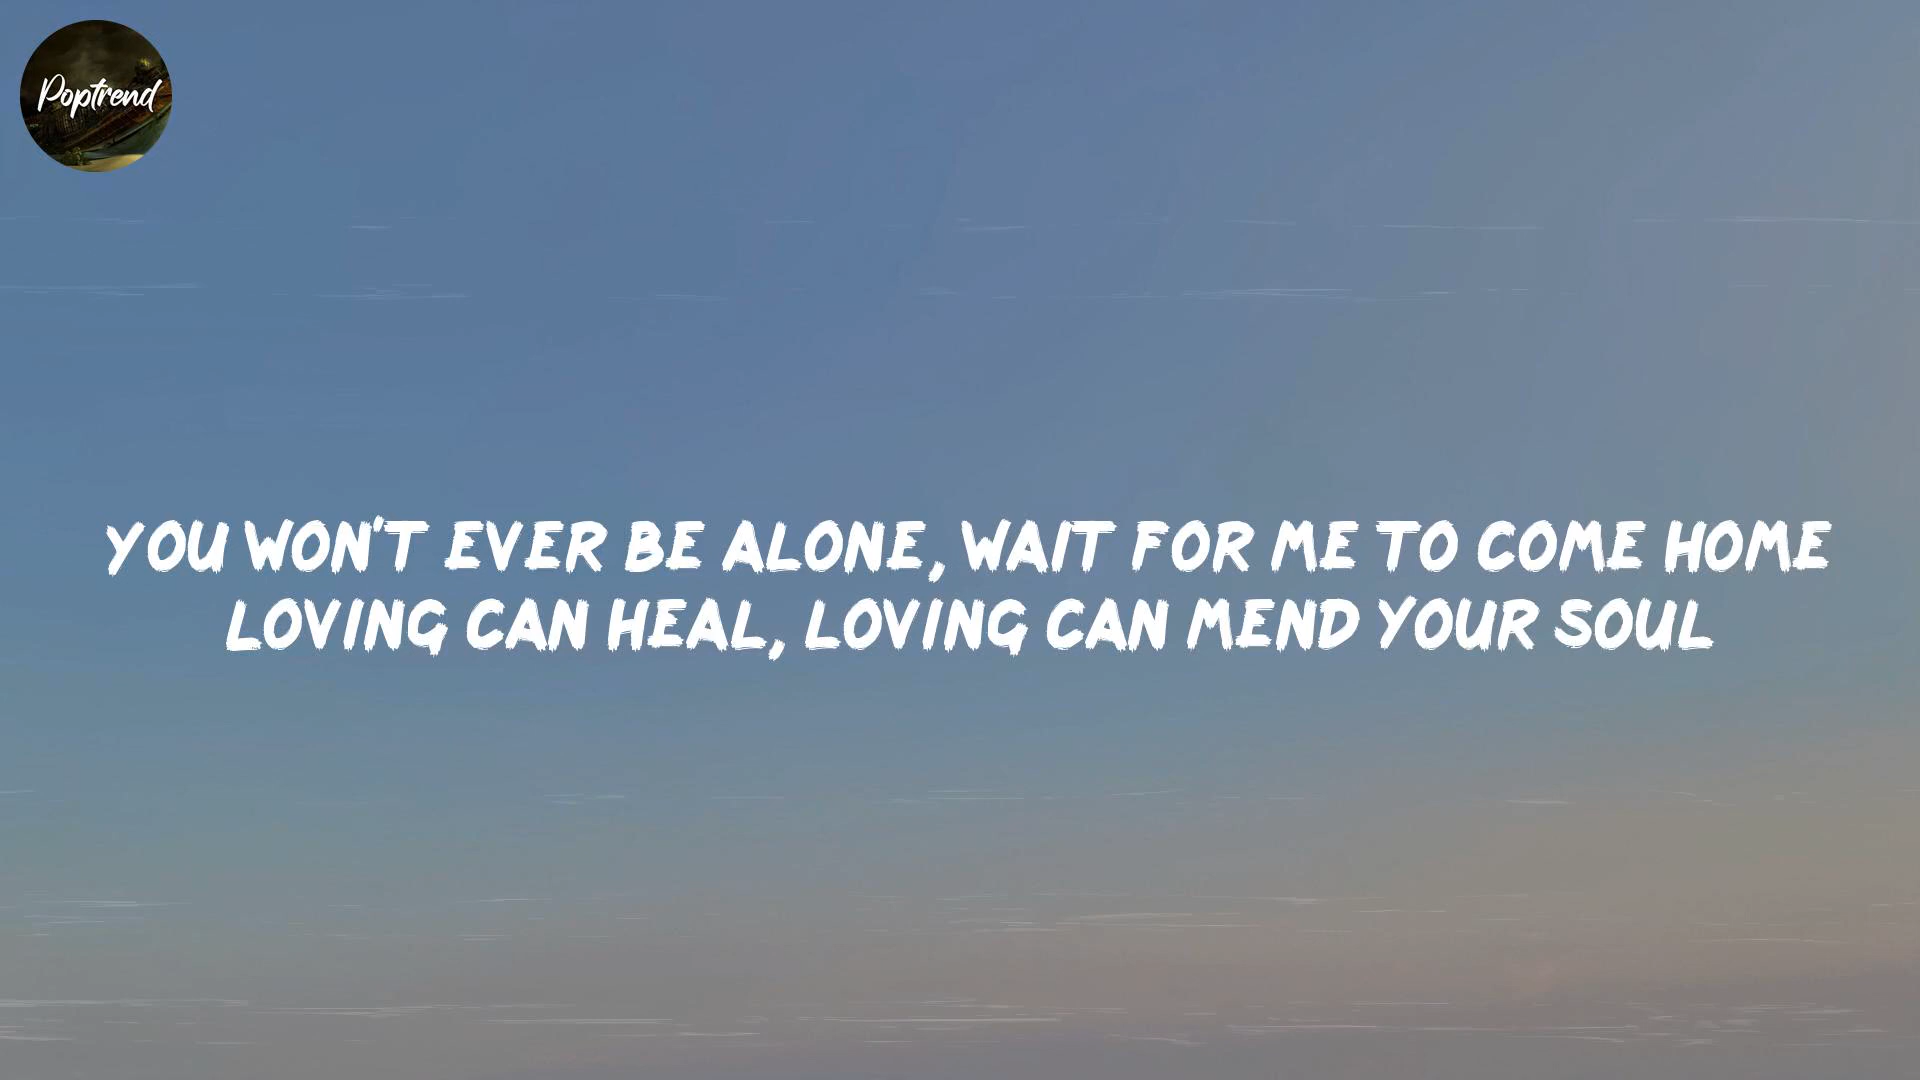 Poptrend
YOU WON'T EVER BE ALONE, WAIT FOR ME TO COME HOME
LOVING CAN HEAL, LOVING CAN MEND YOUR SOUL